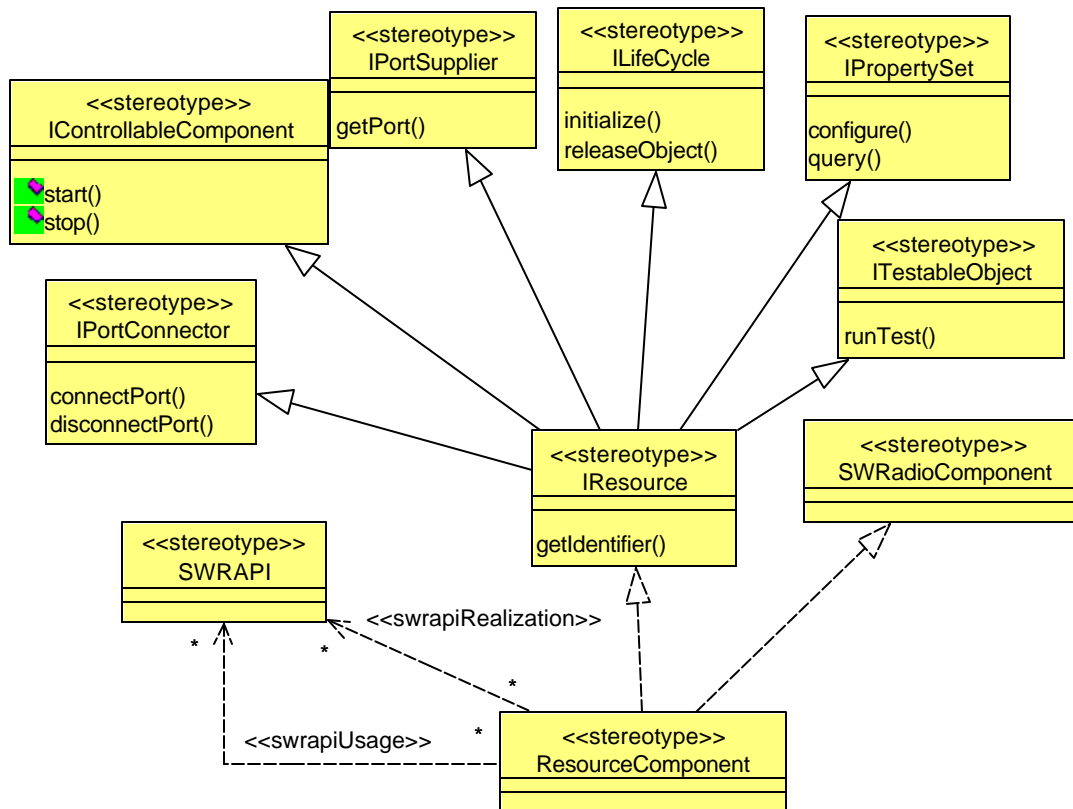 <<stereotype>>
IPortSupplier
getPort()
<<stereotype>>
ILifeCycle
initialize()
releaseObject()
<<stereotype>>
IPropertySet
configure()
query()
<<stereotype>>
IControllableComponent
start()
stop()
<<stereotype>>
ITestableObject
runTest()
<<stereotype>>
IPortConnector
connectPort()
disconnectPort()
<<stereotype>>
IResource
getIdentifier()
<<stereotype>>
SWRadioComponent
<<stereotype>>
SWRAPI
<<swrapiRealization>>
*
*
*
<<swrapiUsage>>
*
<<stereotype>>
ResourceComponent